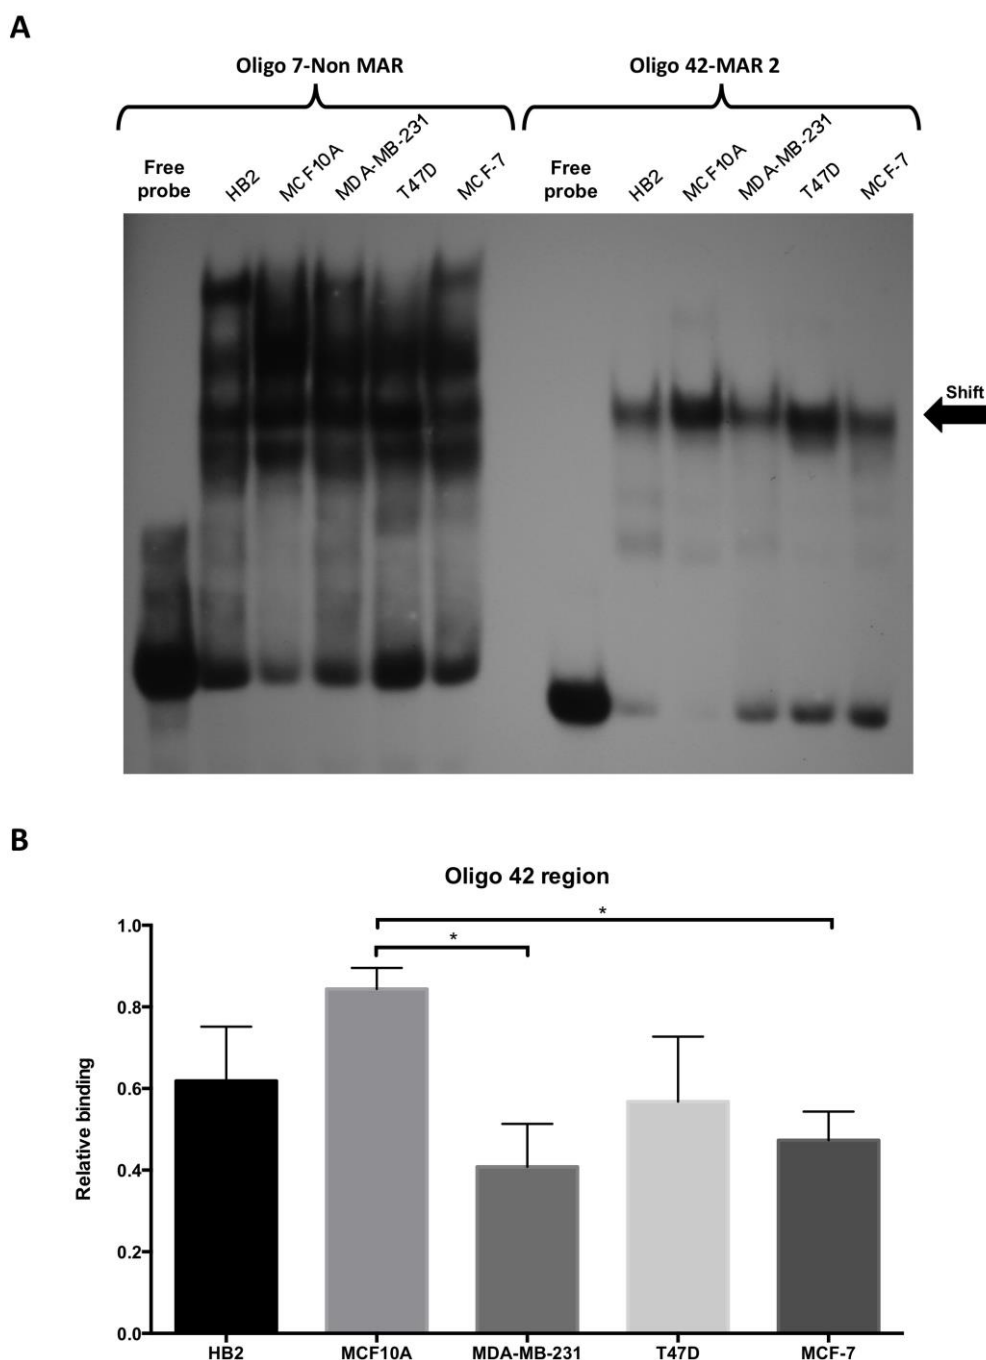 A
Oligo 7-Non MAR
Oligo 42-MAR 2
Free probe
HB2
MCF10A
MDA-MB-231
T47D
MCF-7
Free probe
HB2
MCF10A
MDA-MB-231
T47D
MCF-7
Shift
B
Oligo 42 region
*
*
Relative binding
1.0
0.8
0.6
0.4
0.2
0.0
HB2
MCF10A
MDA-MB-231
T47D
MCF-7